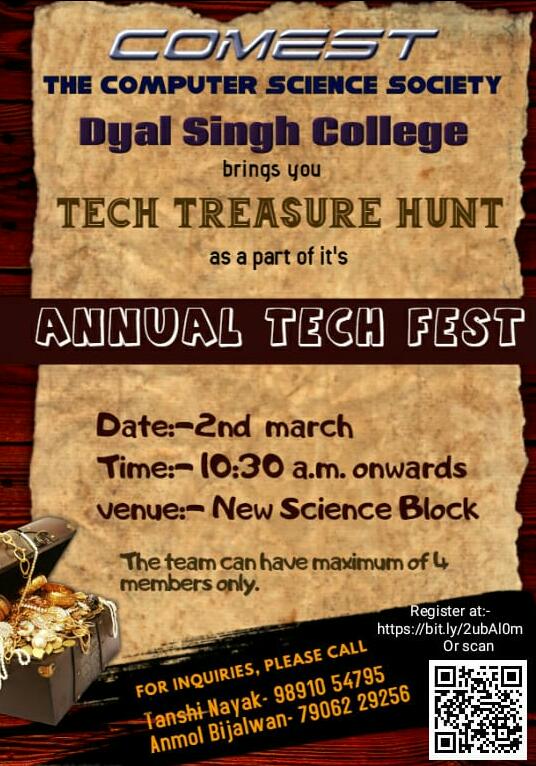 COMEST
THE COMPUTER SCIENCE SOCIETY
Dyal Singh College
brings you
TECH TREASURE HUNT
as a part of it's
ANNUAL TECH FEST
Date:-2nd march
Time:- 10:30 a.m. onwards
venue:- New Science Block
The team can have maximum of 4
members only.
Register at:-
https://bit.ly/2ubAl0m
Or scan
FOR INQUIRIES, PLEASE CALL
Tanshi Nayak- 98910 54795
Anmol Bijalwan- 79062 29256